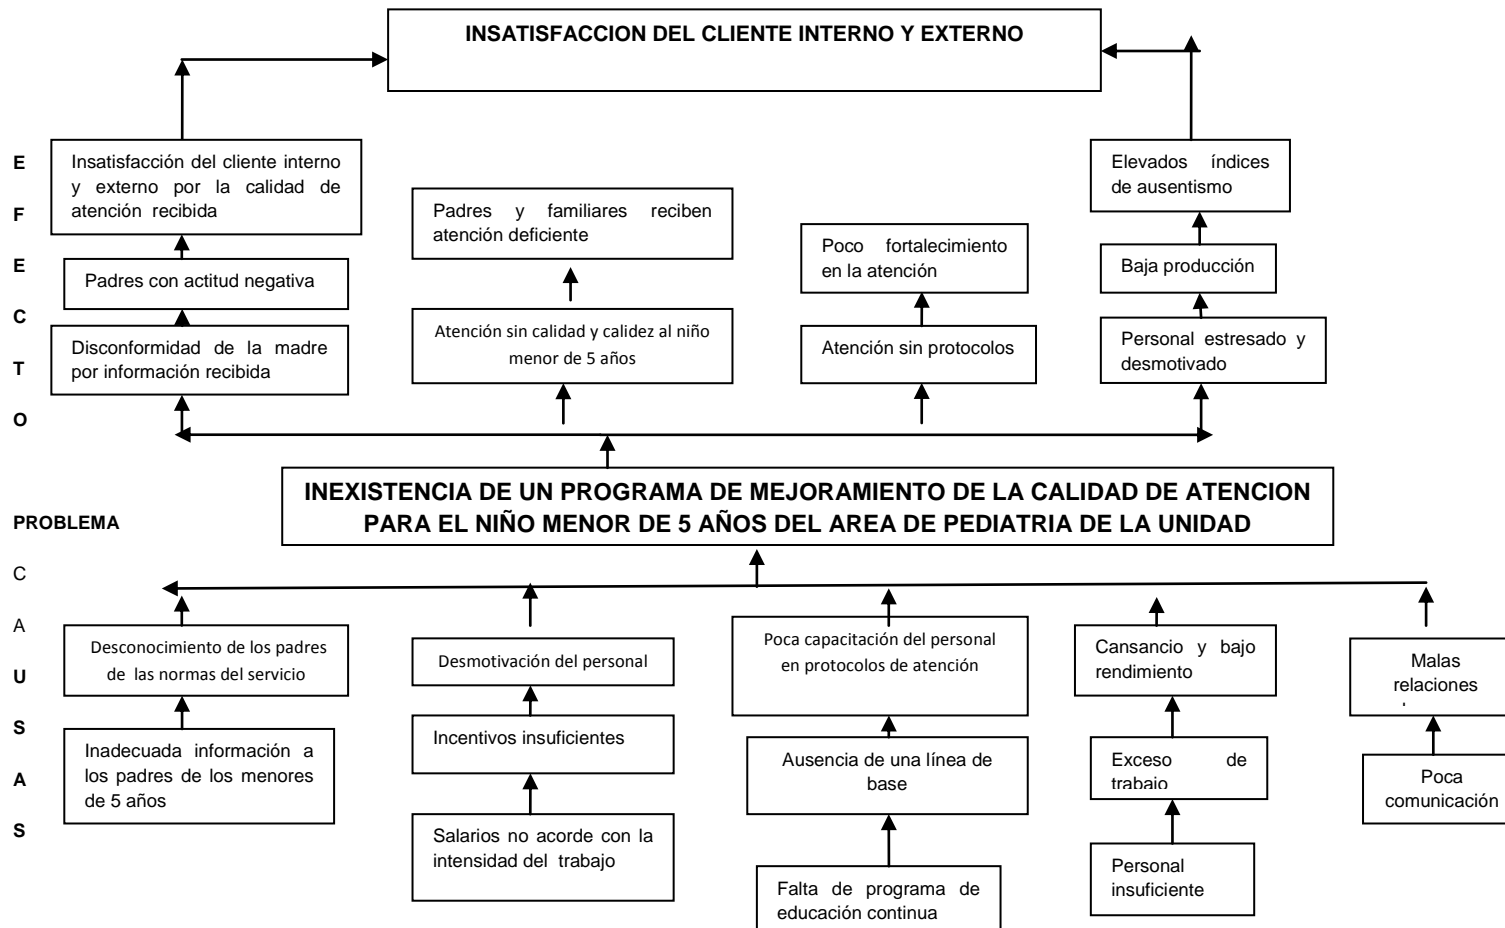 INSATISFACCION DEL CLIENTE INTERNO Y EXTERNO
E
F
E
C
T
O
Insatisfacción del cliente interno
y externo por la calidad de
atención recibida
Padres con actitud negativa
Disconformidad de la madre
por información recibida
Padres y familiares reciben
atención deficiente
Atención sin calidad y calidez al niño
menor de 5 años
Poco fortalecimiento
en la atención
Atención sin protocolos
Elevados índices
de ausentismo
Baja producción
Personal estresado y
desmotivado
INEXISTENCIA DE UN PROGRAMA DE MEJORAMIENTO DE LA CALIDAD DE ATENCION
PARA EL NIÑO MENOR DE 5 AÑOS DEL AREA DE PEDIATRIA DE LA UNIDAD
PROBLEMA
C
A
U
S
A
S
Desconocimiento de los padres
de las normas del servicio
Inadecuada información a
los padres de los menores
de 5 años
Desmotivación del personal
Incentivos insuficientes
Salarios no acorde con la
intensidad del trabajo
Poca capacitación del personal
en protocolos de atención
Ausencia de una línea de
base
Falta de programa de
educación continua
Cansancio y bajo
rendimiento
Exceso de
trabajo
Personal
insuficiente
Malas
relaciones
Poca
comunicación